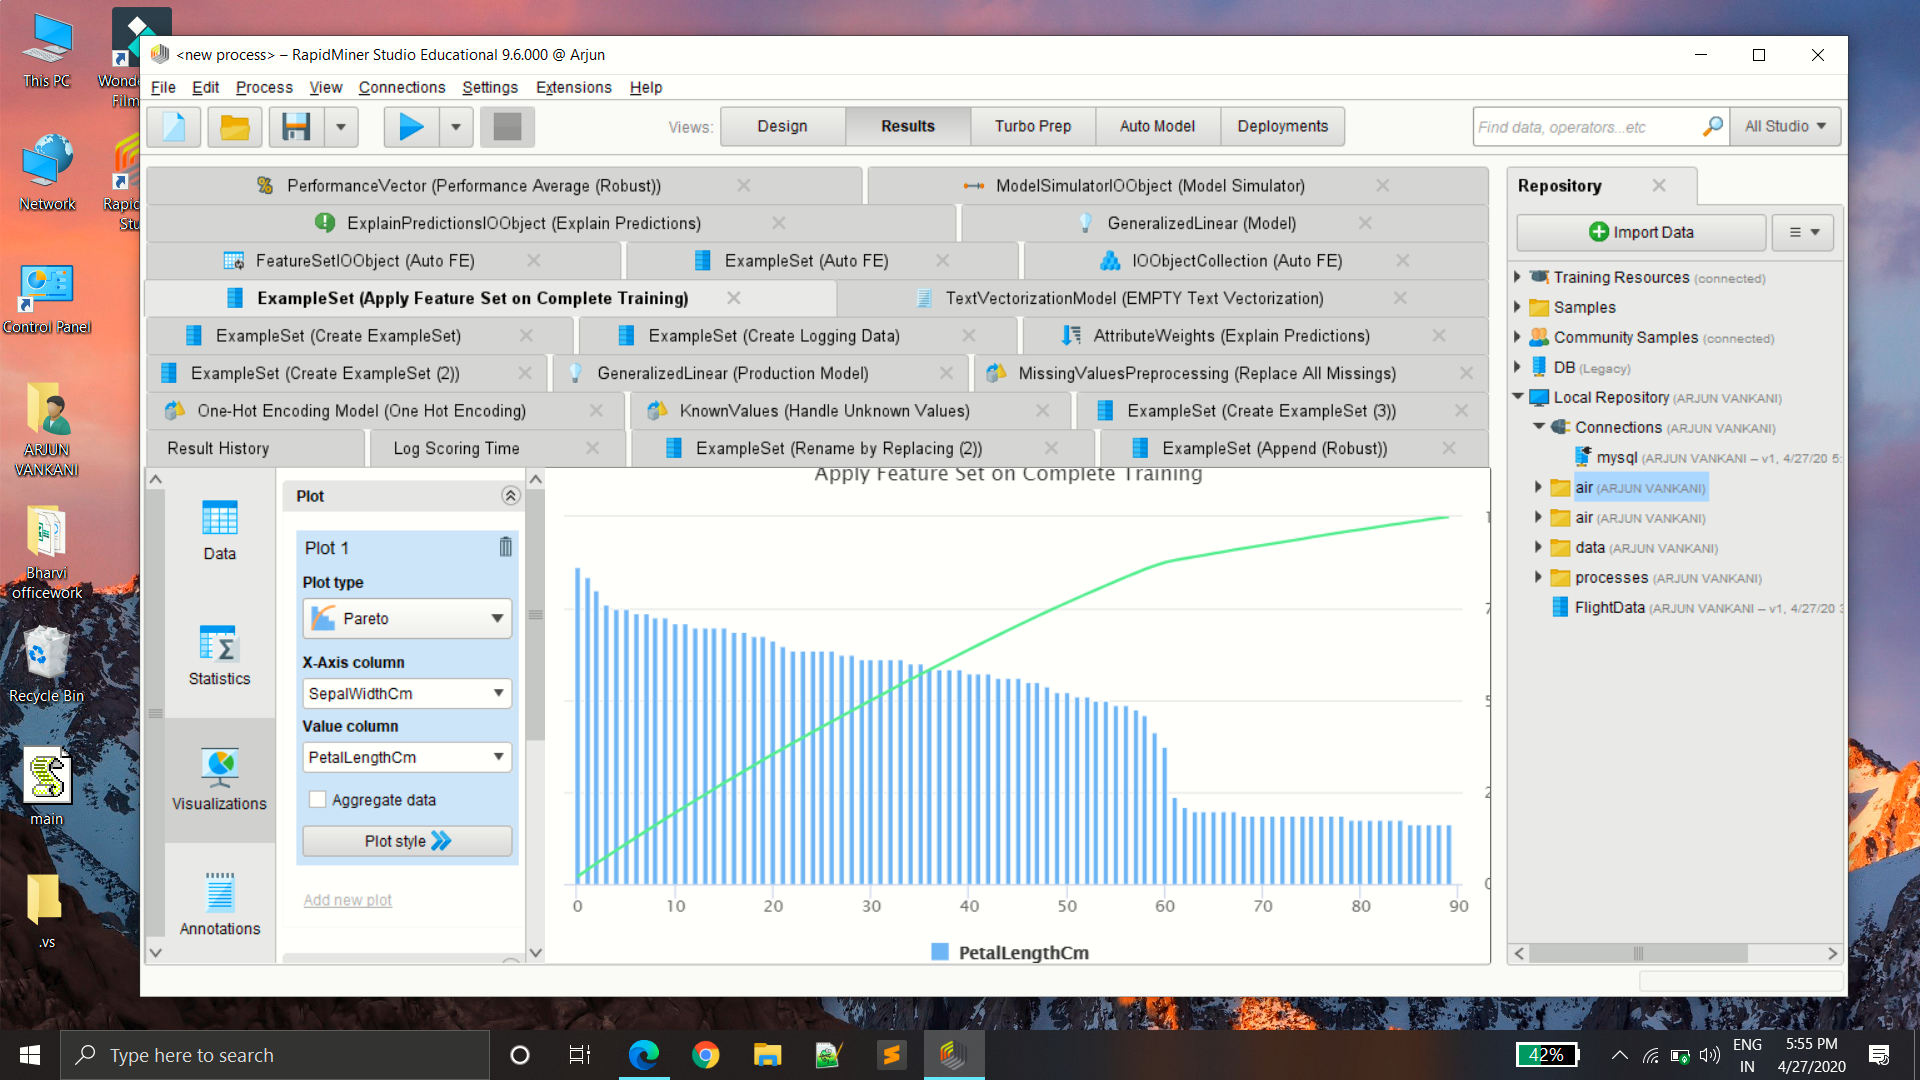 This PC
Wonde
Film
Network
Rapid
Stu
Control Panel
ARJUN
VANKANI
Bharvi
officework
Recycle Bin
main
.vs
<new process> – RapidMiner Studio Educational 9.6.000 @ Arjun
File Edit Process View Connections Settings Extensions Help
Views: Design Results Turbo Prep Auto Model Deployments
Find data, operators...etc All Studio
PerformanceVector (Performance Average (Robust)) ModelSimulatorIOObject (Model Simulator)
ExplainPredictionsIOObject (Explain Predictions) GeneralizedLinear (Model)
FeatureSetIOObject (Auto FE) ExampleSet (Auto FE) IOObjectCollection (Auto FE)
ExampleSet (Apply Feature Set on Complete Training) TextVectorizationModel (EMPTY Text Vectorization)
ExampleSet (Create ExampleSet) ExampleSet (Create Logging Data) AttributeWeights (Explain Predictions)
ExampleSet (Create ExampleSet (2)) GeneralizedLinear (Production Model) MissingValuesPreprocessing (Replace All Missings)
One-Hot Encoding Model (One Hot Encoding) KnownValues (Handle Unknown Values) ExampleSet (Create ExampleSet (3))
Result History Log Scoring Time ExampleSet (Rename by Replacing (2)) ExampleSet (Append (Robust))
Data
Statistics
Visualizations
Annotations
Plot
Plot 1
Plot type
Pareto
X-Axis column
SepalWidthCm
Value column
PetalLengthCm
Aggregate data
Plot style
Add new plot
Apply Feature Set on Complete Training
0 10 20 30 40 50 60 70 80 90
PetalLengthCm
Repository
Import Data
Training Resources (connected)
Samples
Community Samples (connected)
DB (Legacy)
Local Repository (ARJUN VANKANI)
Connections (ARJUN VANKANI)
mysql (ARJUN VANKANI – v1, 4/27/20 5:
air (ARJUN VANKANI)
air (ARJUN VANKANI)
data (ARJUN VANKANI)
processes (ARJUN VANKANI)
FlightData (ARJUN VANKANI – v1, 4/27/20 3
Type here to search
42%
ENG
IN
5:55 PM
4/27/2020